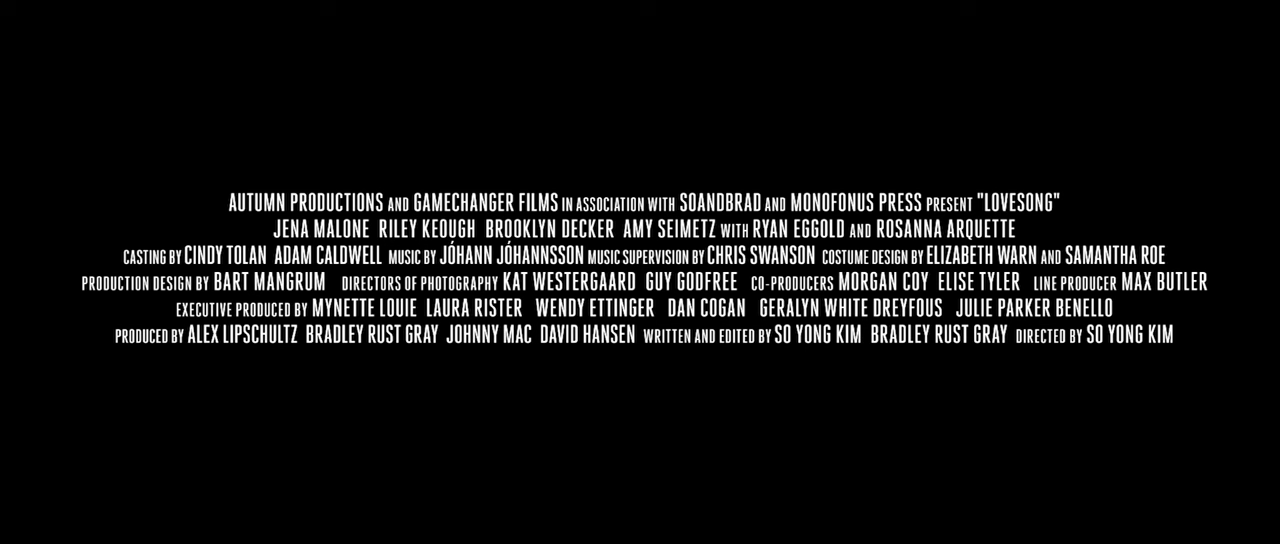 AUTUMN PRODUCTIONS AND GAMECHANGER FILMS IN ASSOCIATION WITH SOANDBRAD AND MONOFONUS PRESS PRESENT "LOVESONG"
JENA MALONE RILEY KEOUGH BROOKLYN DECKER AMY SEIMETZ WITH RYAN EGGOLD AND ROSANNA ARQUETTE
CASTING BY CINDY TOLAN ADAM CALDWELL MUSIC BY JÓHANN JÓHANNSSON MUSIC SUPERVISION BY CHRIS SWANSON COSTUME DESIGN BY ELIZABETH WARN AND SAMANTHA ROE
PRODUCTION DESIGN BY BART MANGRUM DIRECTORS OF PHOTOGRAPHY KAT WESTERGAARD GUY GODFREE CO-PRODUCERS MORGAN COY ELISE TYLER LINE PRODUCER MAX BUTLER
EXECUTIVE PRODUCED BY MYNETTE LOUIE LAURA RISTER WENDY ETTINGER DAN COGAN GERALYN WHITE DREYFOUS JULIE PARKER BENELLO
PRODUCED BY ALEX LIPSCHULTZ BRADLEY RUST GRAY JOHNNY MAC DAVID HANSEN WRITTEN AND EDITED BY SO YONG KIM BRADLEY RUST GRAY DIRECTED BY SO YONG KIM